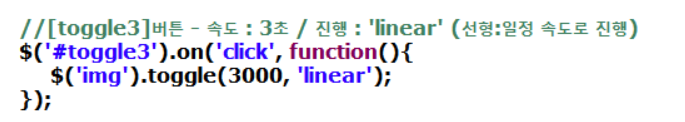 //[toggle3]버튼 - 속도 : 3초 / 진행 : 'linear' (선형:일정 속도로 진행)
$('#toggle3').on('click', function(){
    $('img').toggle(3000, 'linear');
});